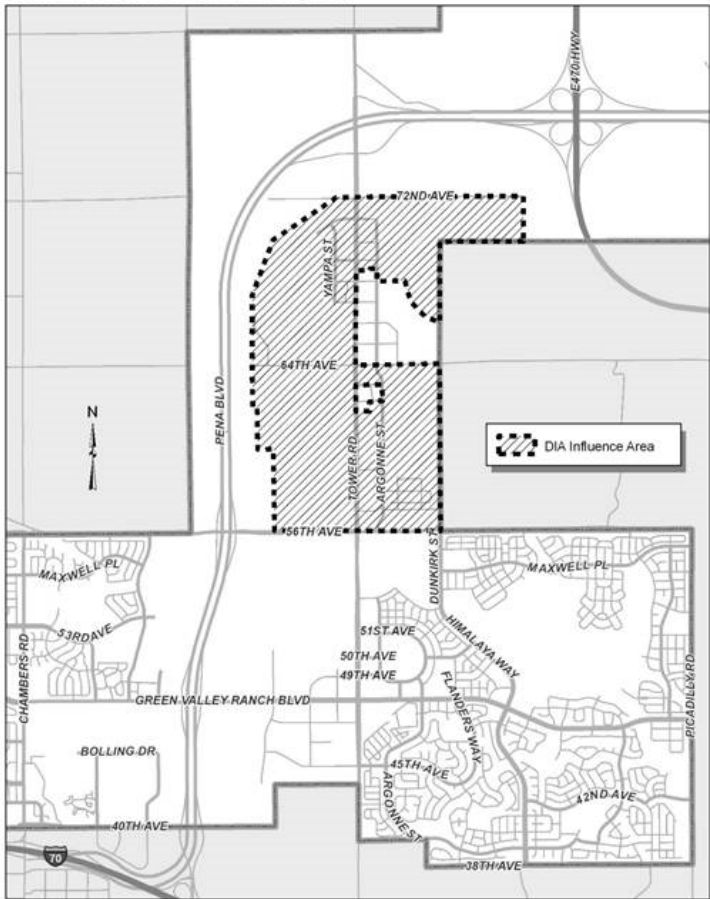 E470 HWY
72ND AVE
YAMPA ST
64TH AVE
PENA BLVD
N
TOWER RD
ARGONNE ST
DIA Influence Area
56TH AVE
DUNKIRK ST
MAXWELL PL
MAXWELL PL
53RD AVE
CHAMBERS RD
51ST AVE
HIMALAYA WAY
50TH AVE
49TH AVE
FLANDERS WAY
PICADILLY RD
GREEN VALLEY RANCH BLVD
BOLLING DR
45TH AVE
42ND AVE
ARGONNE ST
40TH AVE
38TH AVE
70